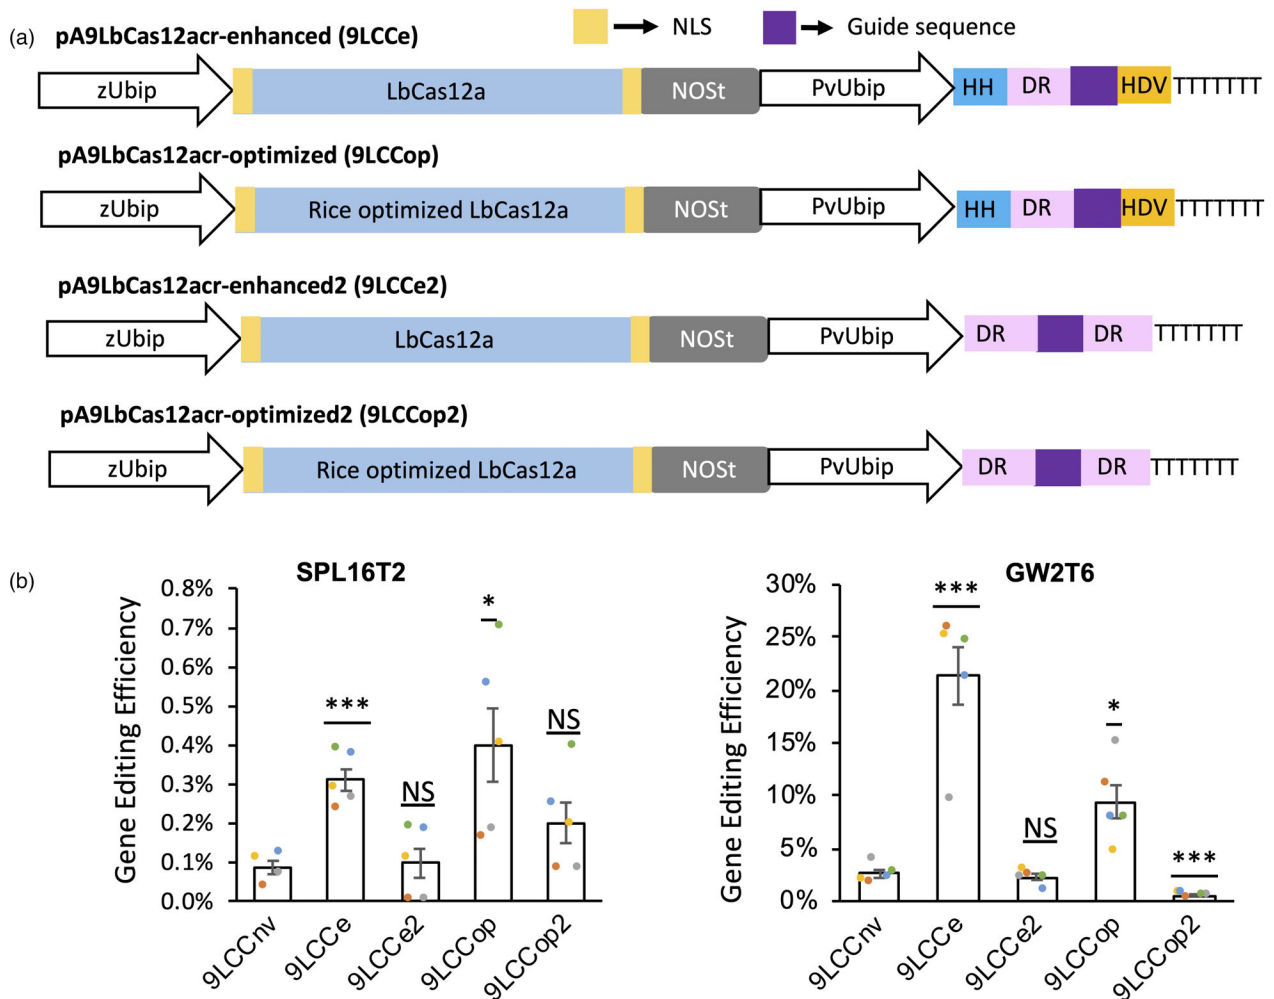 (a) pA9LbCas12acr-enhanced (9LCCe) NLS Guide sequence
zUbip LbCas12a NOSt PvUbip HH DR HDV TTTTTTT
pA9LbCas12acr-optimized (9LCCop)
zUbip Rice optimized LbCas12a NOSt PvUbip HH DR HDV TTTTTTT
pA9LbCas12acr-enhanced2 (9LCCe2)
zUbip LbCas12a NOSt PvUbip DR DR TTTTTTT
pA9LbCas12acr-optimized2 (9LCCop2)
zUbip Rice optimized LbCas12a NOSt PvUbip DR DR TTTTTTT
(b)
SPL16T2
Gene Editing Efficiency
0.8%
0.7%
0.6%
0.5%
0.4%
0.3%
0.2%
0.1%
0.0%
***
NS
*
NS
9LCCnv
9LCCe
9LCCe2
9LCCop
9LCCop2
GW2T6
Gene Editing Efficiency
30%
25%
20%
15%
10%
5%
0%
***
NS
*
***
9LCCnv
9LCCe
9LCCe2
9LCCop
9LCCop2